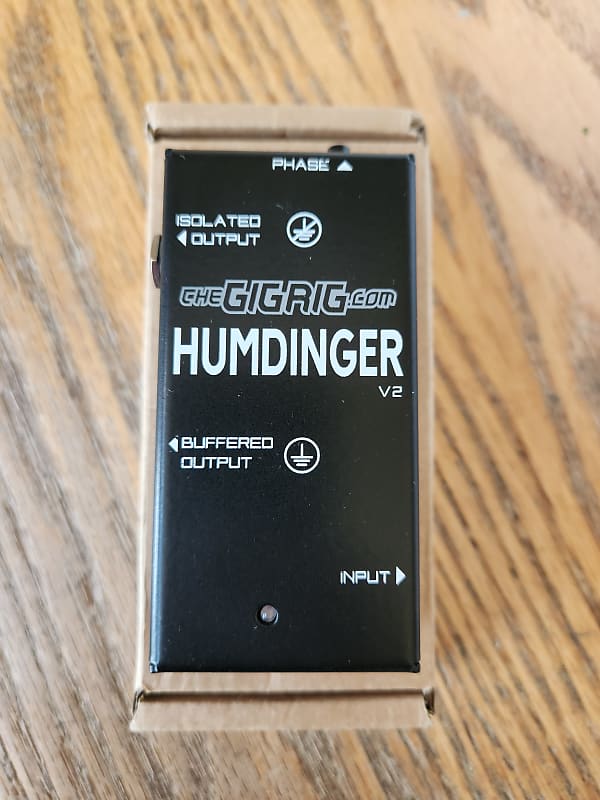 PHASE
ISOLATED
OUTPUT
THEGIGRIG.COM
HUMDINGER
V2
BUFFERED
OUTPUT
INPUT